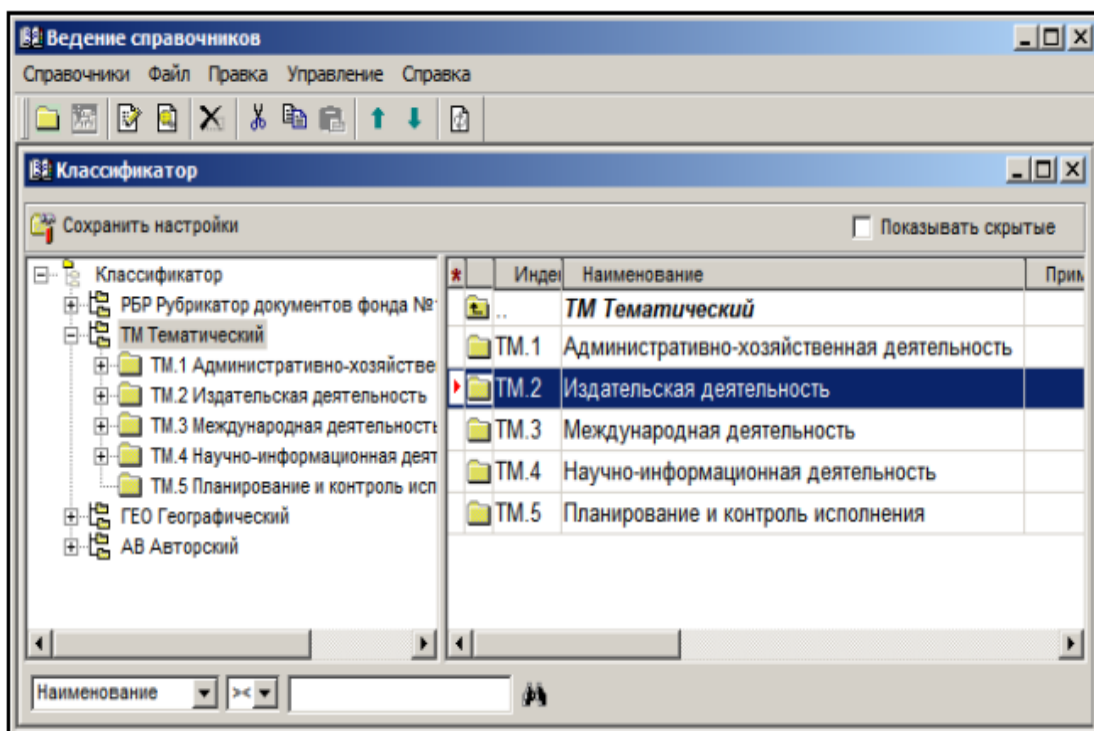 Ведение справочников
Справочники Файл Правка Управление Справка
Классификатор
Сохранить настройки
Показывать скрытые
Классификатор
РБР Рубрикатор документов фонда №
ТМ Тематический
ТМ.1 Административно-хозяйстве
ТМ.2 Издательская деятельность
ТМ.3 Международная деятельность
ТМ.4 Научно-информационная деят
ТМ.5 Планирование и контроль исп
ГЕО Географический
АВ Авторский
* Индек Наименование Прим
.. ТМ Тематический
ТМ.1 Административно-хозяйственная деятельность
ТМ.2 Издательская деятельность
ТМ.3 Международная деятельность
ТМ.4 Научно-информационная деятельность
ТМ.5 Планирование и контроль исполнения
Наименование ><